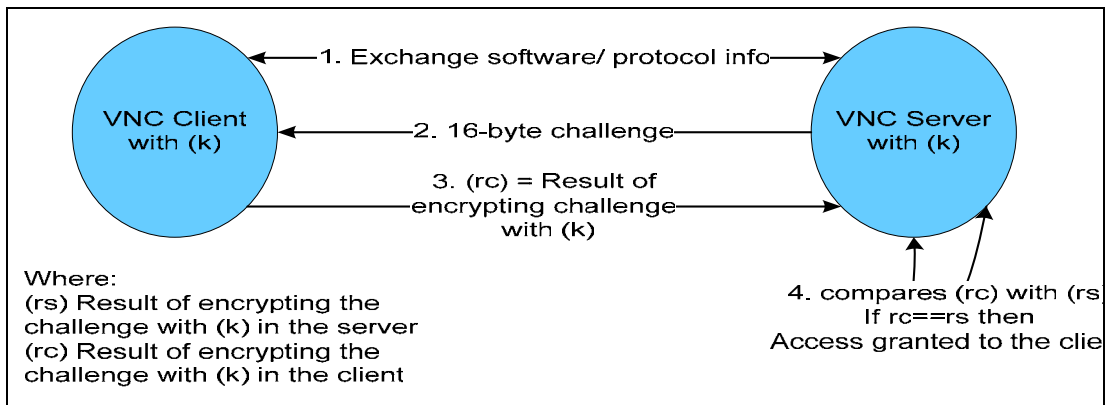 1. Exchange software/ protocol info
VNC Client
with (k)
VNC Server
with (k)
2. 16-byte challenge
3. (rc) = Result of
encrypting challenge
with (k)
Where:
(rs) Result of encrypting the
challenge with (k) in the server
(rc) Result of encrypting the
challenge with (k) in the client
4. compares (rc) with (rs)
If rc==rs then
Access granted to the clie